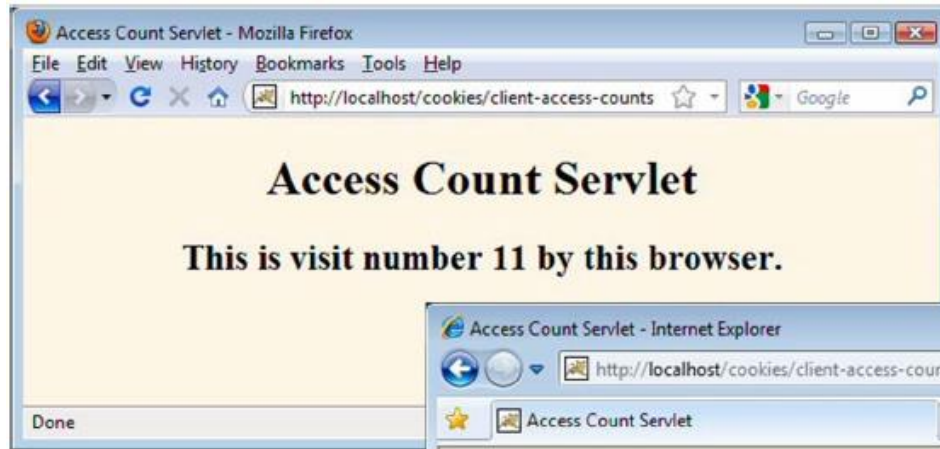 Access Count Servlet - Mozilla Firefox
File Edit View History Bookmarks Tools Help
http://localhost/cookies/client-access-counts
Google
Access Count Servlet
This is visit number 11 by this browser.
Access Count Servlet - Internet Explorer
http://localhost/cookies/client-access-cour
Done
Access Count Servlet